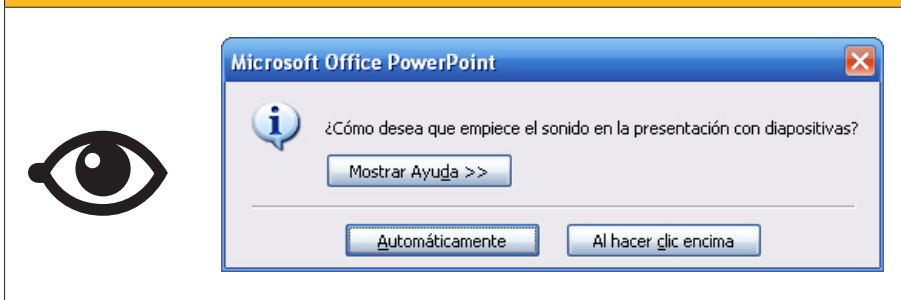 Microsoft Office PowerPoint
¿Cómo desea que empiece el sonido en la presentación con diapositivas?
Mostrar Ayuda >>
Automáticamente
Al hacer clic encima